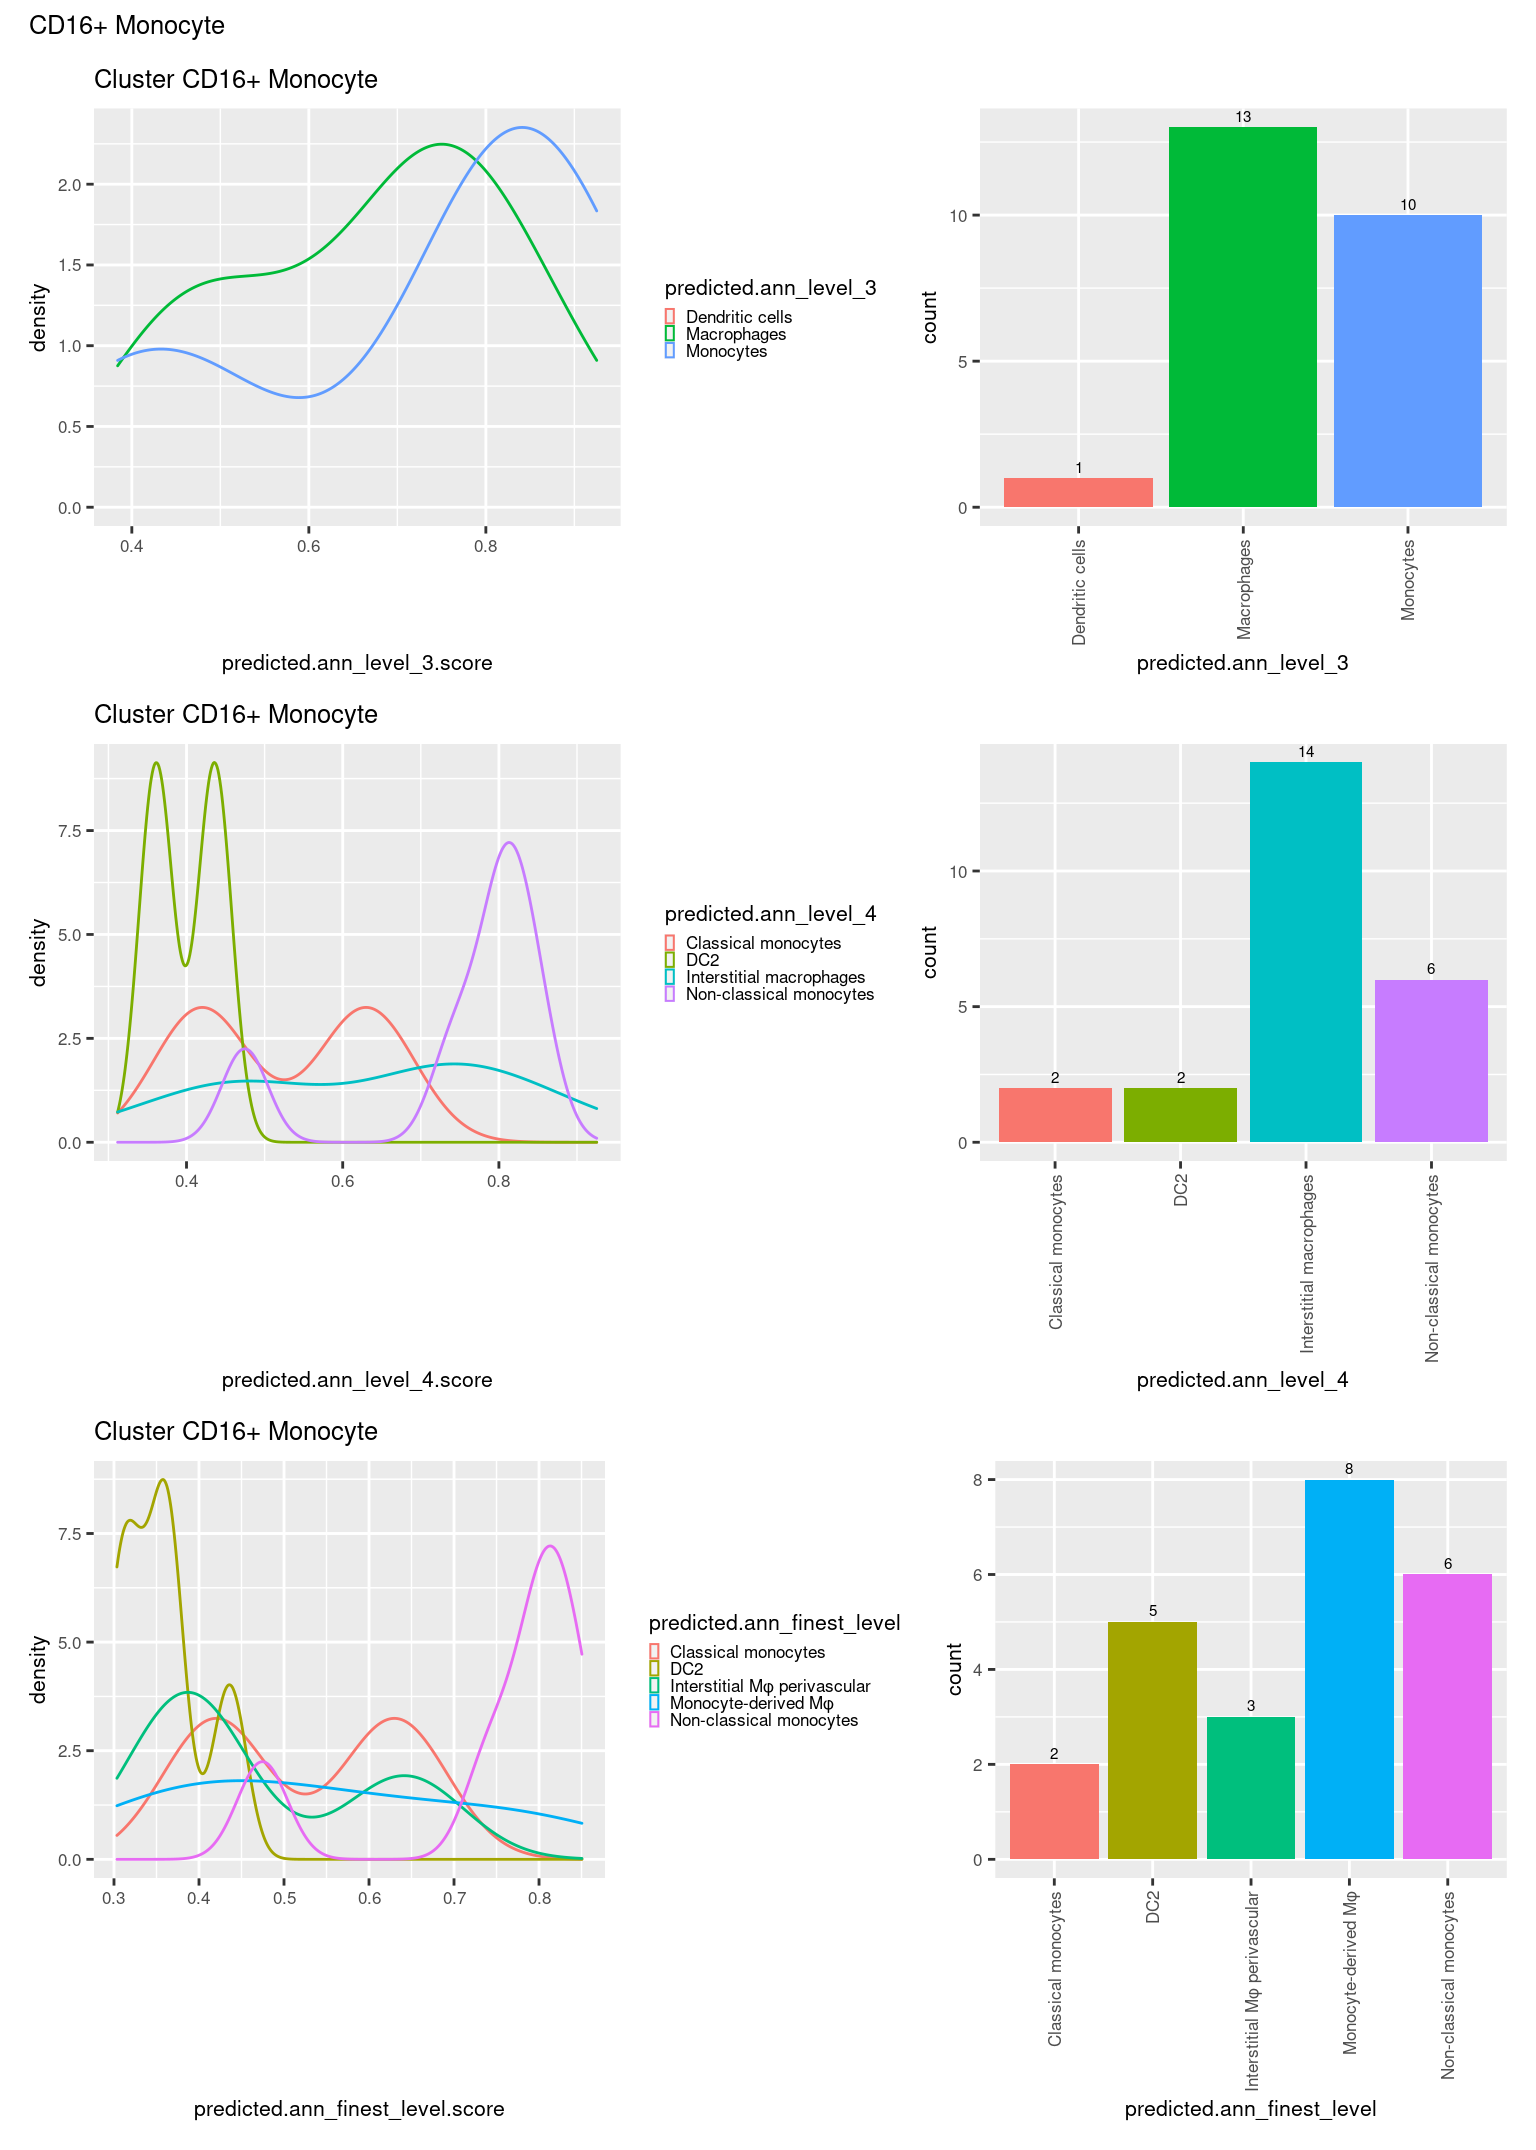 CD16+ Monocyte
Cluster CD16+ Monocyte
density
2.0
1.5
1.0
0.5
0.0
0.4
0.6
0.8
predicted.ann_level_3.score
predicted.ann_level_3
Dendritic cells
Macrophages
Monocytes
count
10
5
0
1
13
10
Dendritic cells
Macrophages
Monocytes
predicted.ann_level_3
Cluster CD16+ Monocyte
density
7.5
5.0
2.5
0.0
0.4
0.6
0.8
predicted.ann_level_4.score
predicted.ann_level_4
Classical monocytes
DC2
Interstitial macrophages
Non-classical monocytes
count
10
5
0
2
2
14
6
Classical monocytes
DC2
Interstitial macrophages
Non-classical monocytes
predicted.ann_level_4
Cluster CD16+ Monocyte
density
7.5
5.0
2.5
0.0
0.3
0.4
0.5
0.6
0.7
0.8
predicted.ann_finest_level.score
predicted.ann_finest_level
Classical monocytes
DC2
Interstitial Mφ perivascular
Monocyte-derived Mφ
Non-classical monocytes
count
8
6
4
2
0
2
5
3
8
6
Classical monocytes
DC2
Interstitial Mφ perivascular
Monocyte-derived Mφ
Non-classical monocytes
predicted.ann_finest_level